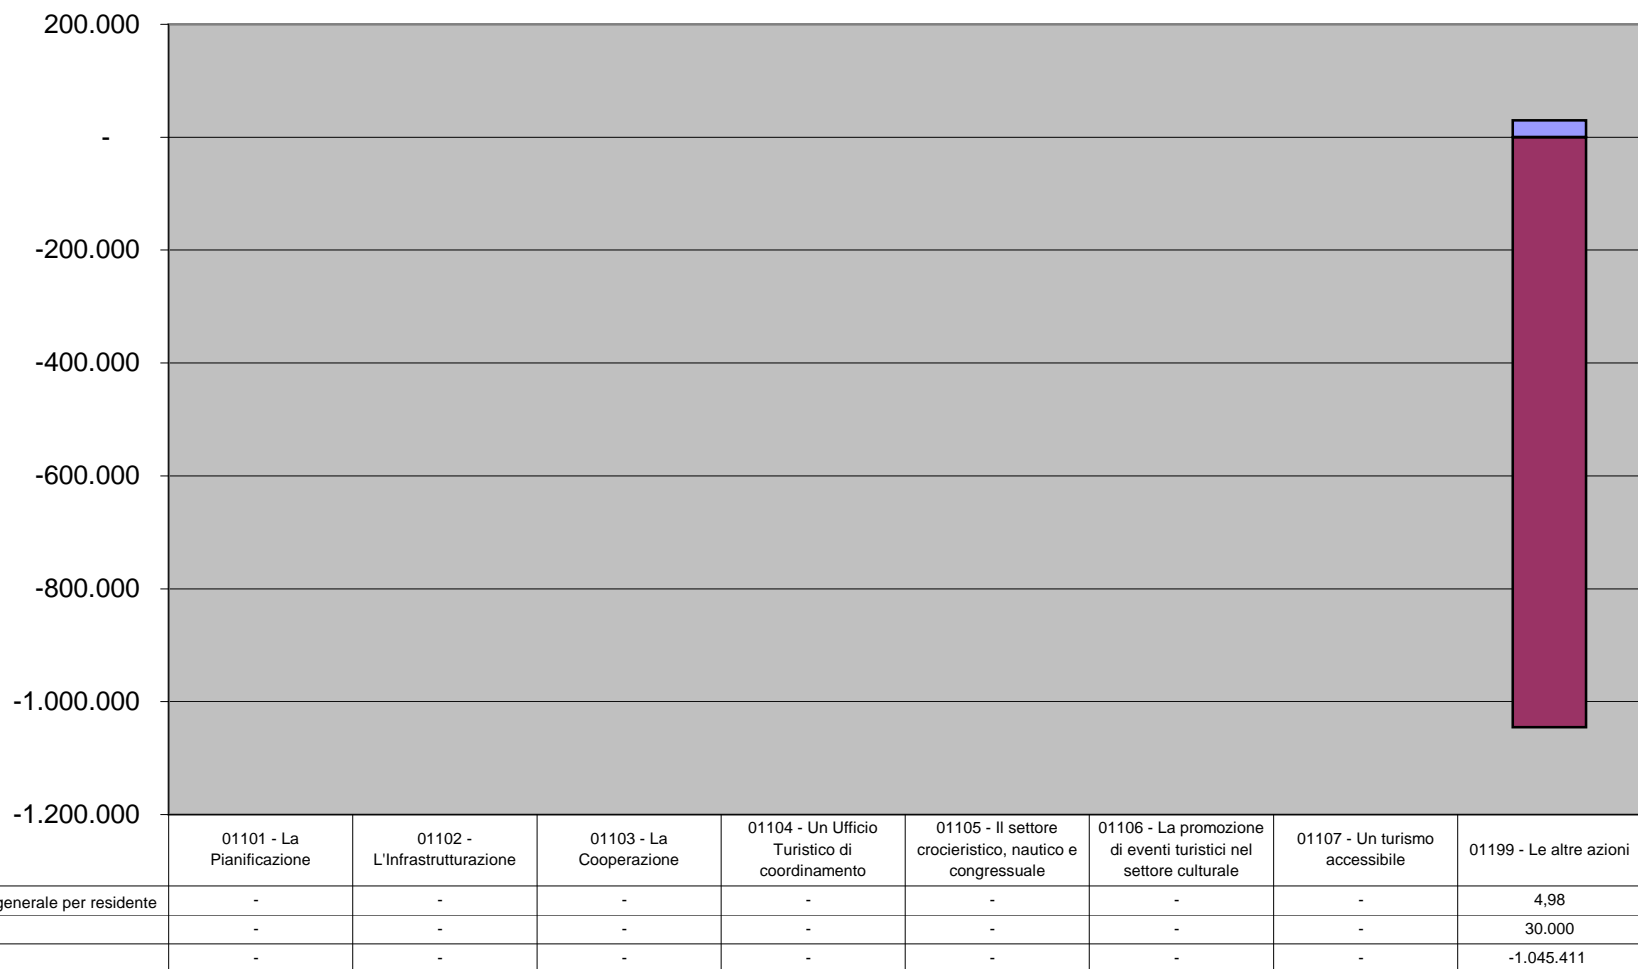 200.000
-
-200.000
-400.000
-600.000
-800.000
-1.000.000
-1.200.000
01101 - La
Pianificazione
01102 -
L'Infrastrutturazione
01103 - La
Cooperazione
01104 - Un Ufficio
Turistico di
coordinamento
01105 - Il settore
crocieristico, nautico e
congressuale
01106 - La promozione
di eventi turistici nel
settore culturale
01107 - Un turismo
accessibile
01199 - Le altre azioni
generale per residente - - - - - - - 4,98
- - - - - - - 30.000
- - - - - - - -1.045.411